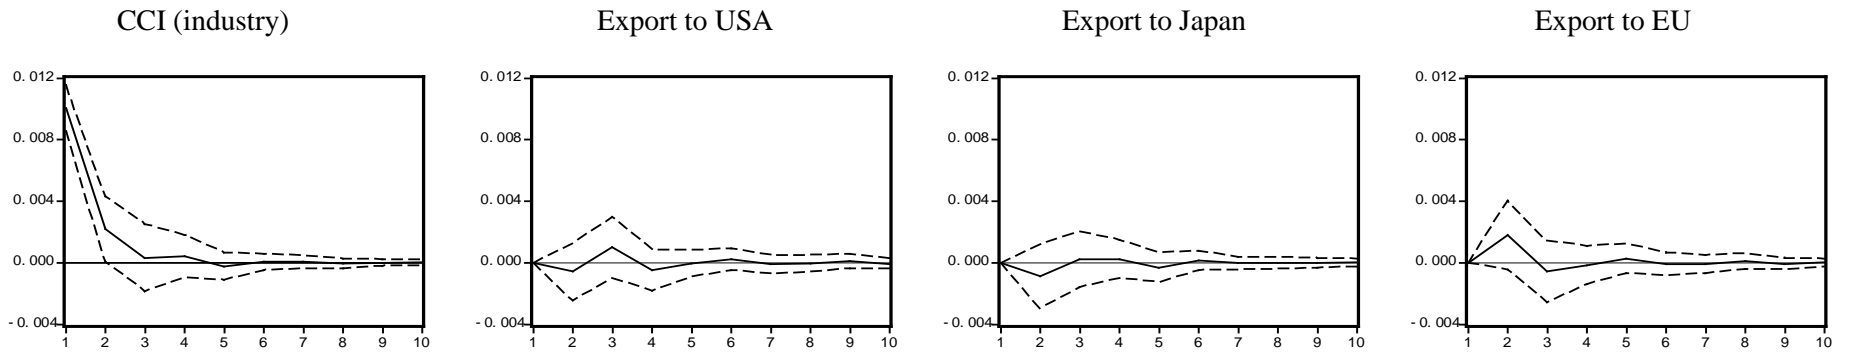 CCI (industry) Export to USA Export to Japan Export to EU
0. 012 0. 012 0. 012 0. 012
0. 008 0. 008 0. 008 0. 008
0. 004 0. 004 0. 004 0. 004
0. 000 0. 000 0. 000 0. 000
- 0. 004 - 0. 004 - 0. 004 - 0. 004
1 2 3 4 5 6 7 8 9 10 1 2 3 4 5 6 7 8 9 10 1 2 3 4 5 6 7 8 9 10 1 2 3 4 5 6 7 8 9 10